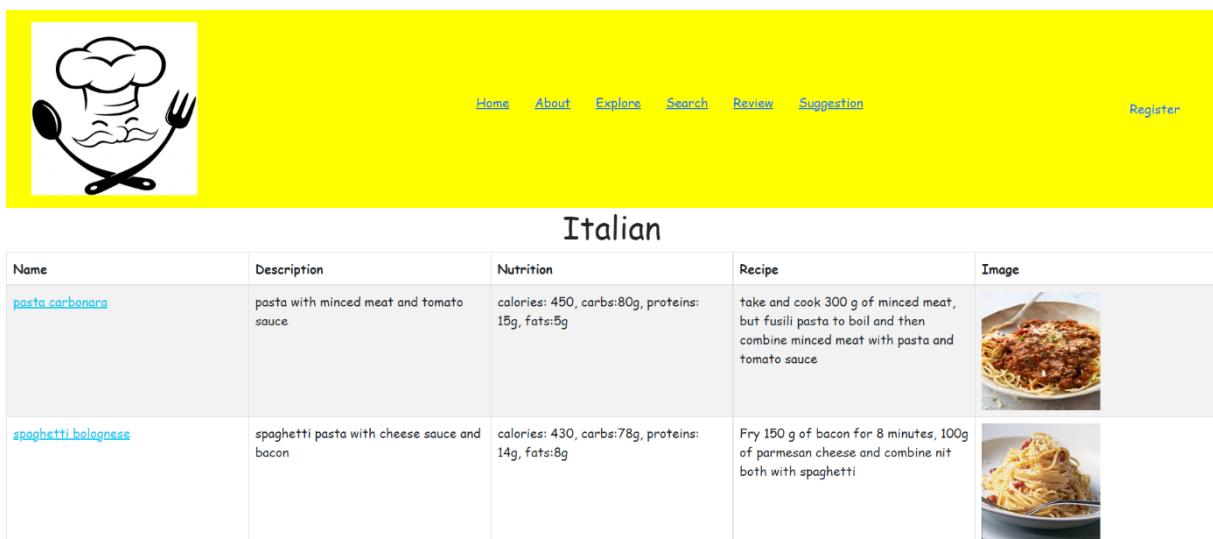 Home About Explore Search Review Suggestion
Register
Italian
Name Description Nutrition Recipe Image
pasta carbonara
pasta with minced meat and tomato
sauce
calories: 450, carbs:80g, proteins:
15g, fats:5g
take and cook 300 g of minced meat,
but fusili pasta to boil and then
combine minced meat with pasta and
tomato sauce
spaghetti bolognese
spaghetti pasta with cheese sauce and
bacon
calories: 430, carbs:78g, proteins:
14g, fats:8g
Fry 150 g of bacon for 8 minutes, 100g
of parmesan cheese and combine nit
both with spaghetti